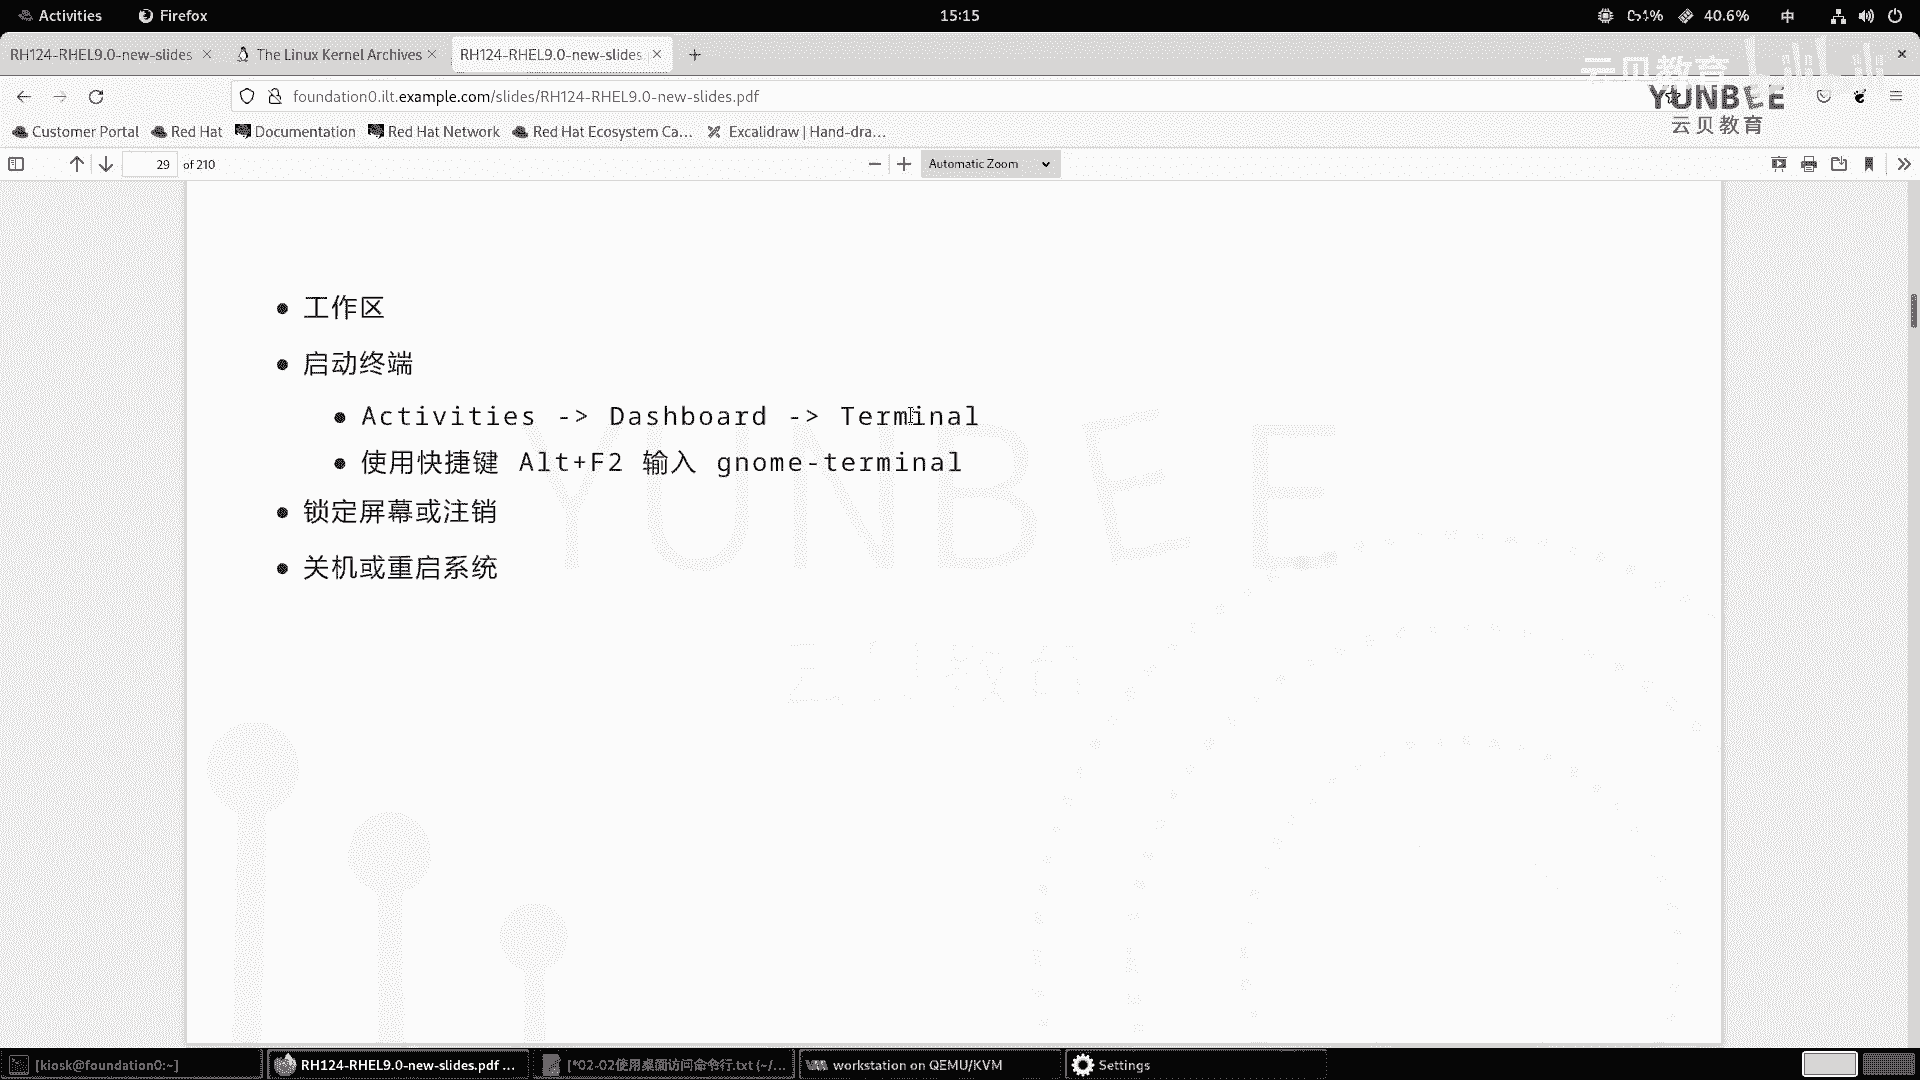 Activities
Firefox
15:15
1%
40.6%
中
RH124-RHEL9.0-new-slides
The Linux Kernel Archives
RH124-RHEL9.0-new-slides
云贝教育
foundation0.ilt.example.com/slides/RH124-RHEL9.0-new-slides.pdf
YUNBEE
云贝教育
Customer Portal
Red Hat
Documentation
Red Hat Network
Red Hat Ecosystem Ca...
Excalidraw | Hand-dra...
29
of 210
Automatic Zoom
工作区
启动终端
Activities -> Dashboard -> Terminal
使用快捷键 Alt+F2 输入 gnome-terminal
锁定屏幕或注销
关机或重启系统
YUNBEE
[kiosk@foundation0:~]
RH124-RHEL9.0-new-slides.pdf ...
[*02-02使用桌面访问命令行.txt (~/...
workstation on QEMU/KVM
Settings